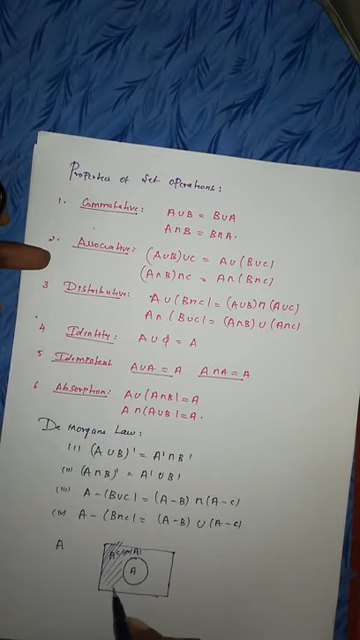 Properties of Set operations:
1. Commutative: A∪B = B∪A
A∩B = B∩A.
2. Associative: (A∪B)∪C = A∪(B∪C)
(A∩B)∩C = A∩(B∩C)
3 Distributive: A∪(B∩C) = (A∪B)∩(A∪C)
A∩(B∪C) = (A∩B)∪(A∩C)
4 Identity: A∪ϕ = A
5 Idempotent A∪A = A A∩A = A
6 Absorption: A∪(A∩B) = A
A∩(A∪B) = A.
De Morgans Law:
(i) (A∪B)' = A'∩B'
(ii) (A∩B)' = A'∪B'
(iii) A-(B∪C) = (A-B)∩(A-C)
(iv) A-(B∩C) = (A-B)∪(A-C)
A
A